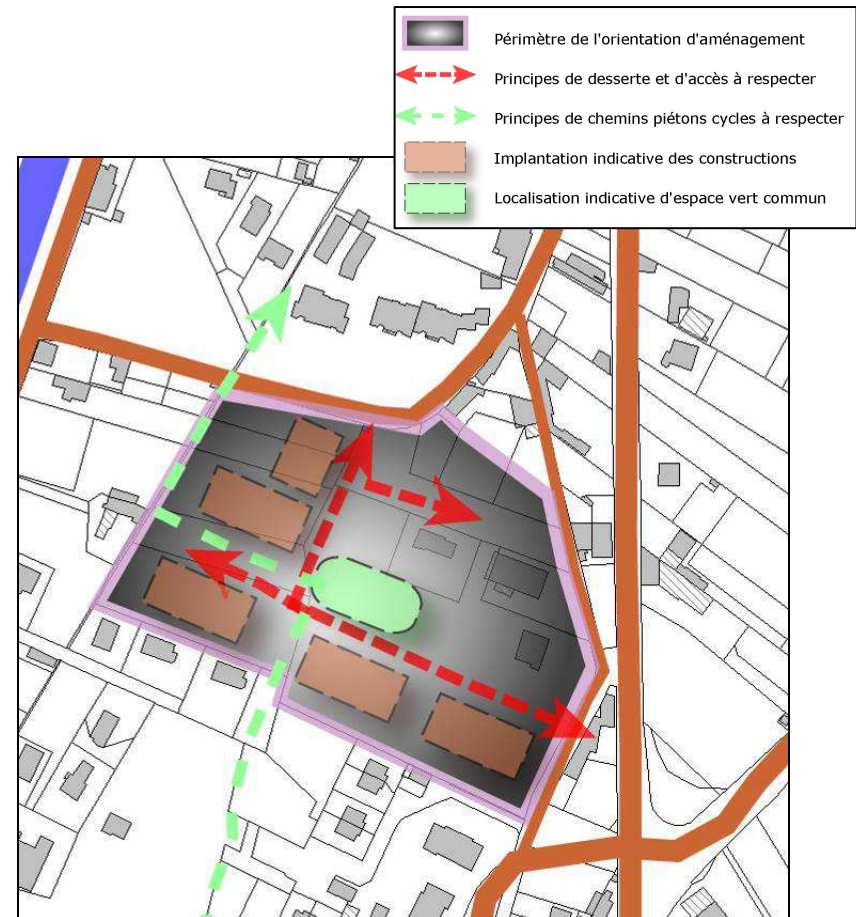 Périmètre de l'orientation d'aménagement
Principes de desserte et d'accès à respecter
Principes de chemins piétons cycles à respecter
Implantation indicative des constructions
Localisation indicative d'espace vert commun